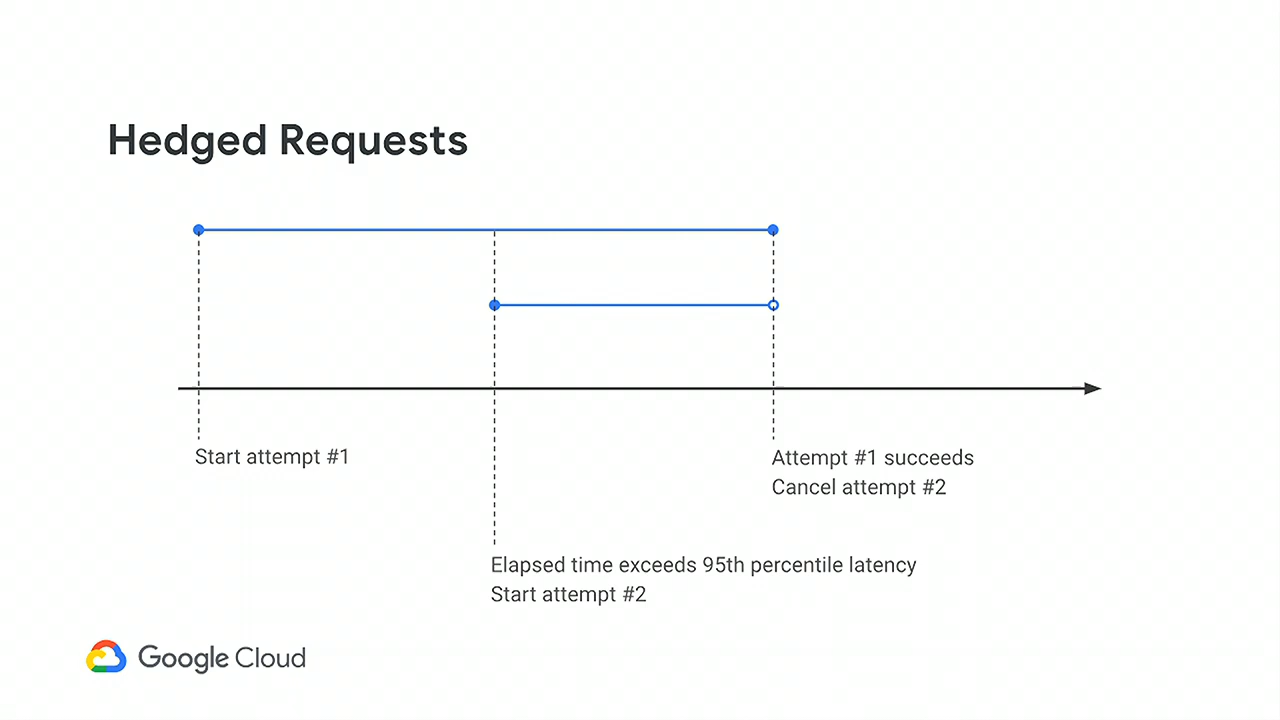 Hedged Requests
Start attempt #1
Attempt #1 succeeds
Cancel attempt #2
Elapsed time exceeds 95th percentile latency
Start attempt #2
Google Cloud